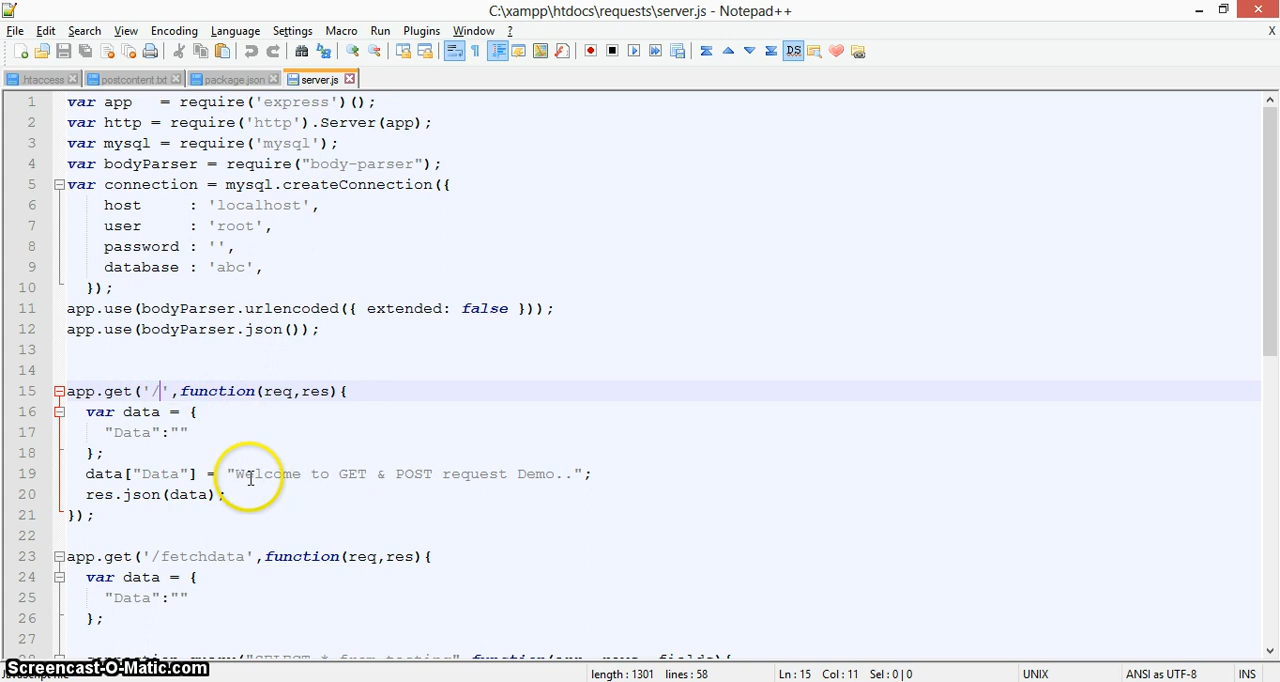 C:\xampp\htdocs\requests\server.js - Notepad++
File Edit Search View Encoding Language Settings Macro Run Plugins Window ? X
.htaccess postcontent.txt package.json server.js
1 var app   = require('express')();
2 var http = require('http').Server(app);
3 var mysql = require('mysql');
4 var bodyParser = require("body-parser");
5 var connection = mysql.createConnection({
6     host     : 'localhost',
7     user     : 'root',
8     password : '',
9     database : 'abc',
10   });
11 app.use(bodyParser.urlencoded({ extended: false }));
12 app.use(bodyParser.json());
13
14
15 app.get('/',function(req,res){
16   var data = {
17     "Data":""
18   };
19   data["Data"] = "Welcome to GET & POST request Demo..";
20   res.json(data);
21 });
22
23 app.get('/fetchdata',function(req,res){
24   var data = {
25     "Data":""
26   };
27
Screencast-O-Matic.com
length : 1301 lines : 58 Ln : 15 Col : 11 Sel : 0 | 0 UNIX ANSI as UTF-8 INS